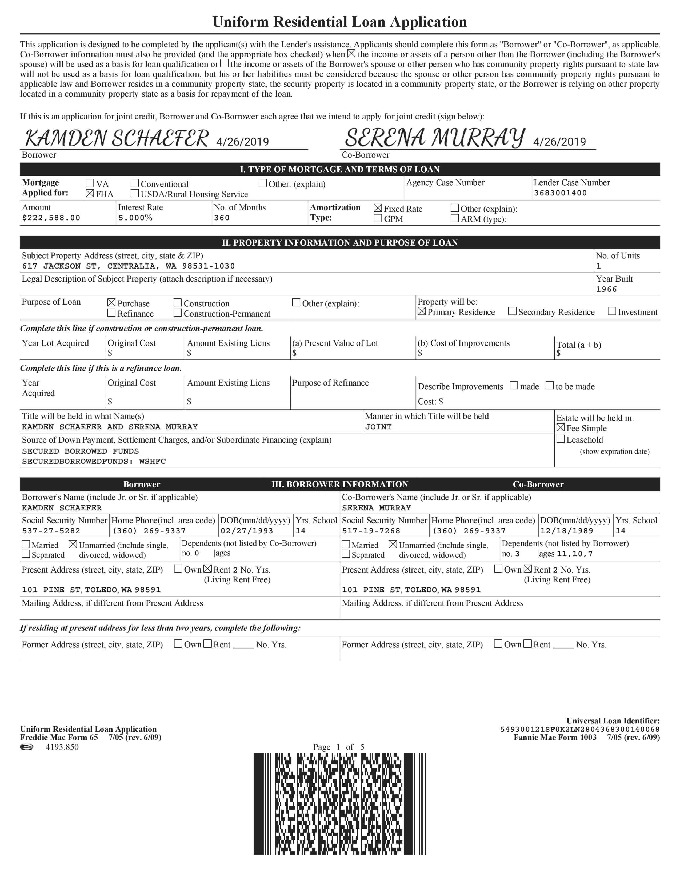 Uniform Residential Loan Application
This application is designed to be completed by the applicant(s) with the Lender's assistance. Applicants should complete this form as "Borrower" or "Co-Borrower", as applicable.
Co-Borrower information must also be provided (and the appropriate box checked) when ☒ the income or assets of a person other than the Borrower (including the Borrower's
spouse) will be used as a basis for loan qualification or ☐ the income or assets of the Borrower's spouse or other person who has community property rights pursuant to state law
will not be used as a basis for loan qualification, but his or her liabilities must be considered because the spouse or other person has community property rights pursuant to
applicable law and Borrower resides in a community property state, the security property is located in a community property state, or the Borrower is relying on other property
located in a community property state as a basis for repayment of the loan.
If this is an application for joint credit, Borrower and Co-Borrower each agree that we intend to apply for joint credit (sign below):
KAMDEN SCHAEFER 4/26/2019 SERENA MURRAY 4/26/2019
Borrower Co-Borrower
I. TYPE OF MORTGAGE AND TERMS OF LOAN
Mortgage ☐ VA ☐ Conventional ☐ Other (explain) Agency Case Number Lender Case Number
Applied for: ☒ FHA ☐ USDA/Rural Housing Service 3683001400
Amount Interest Rate No. of Months Amortization ☒ Fixed Rate ☐ Other (explain):
$222,588.00 5.000% 360 Type: ☐ GPM ☐ ARM (type):
II. PROPERTY INFORMATION AND PURPOSE OF LOAN
Subject Property Address (street, city, state & ZIP) No. of Units
617 JACKSON ST, CENTRALIA, WA 98531-1030 1
Legal Description of Subject Property (attach description if necessary) Year Built
1966
Purpose of Loan ☒ Purchase ☐ Construction ☐ Other (explain): Property will be:
☐ Refinance ☐ Construction-Permanent ☒ Primary Residence ☐ Secondary Residence ☐ Investment
Complete this line if construction or construction-permanent loan.
Year Lot Acquired Original Cost Amount Existing Liens (a) Present Value of Lot (b) Cost of Improvements Total (a + b)
$ $ $ $ $
Complete this line if this is a refinance loan.
Year Original Cost Amount Existing Liens Purpose of Refinance Describe Improvements ☐ made ☐ to be made
Acquired
$ $ Cost: $
Title will be held in what Name(s) Manner in which Title will be held Estate will be held in:
KAMDEN SCHAEFER AND SERENA MURRAY JOINT ☒ Fee Simple
Source of Down Payment, Settlement Charges, and/or Subordinate Financing (explain) ☐ Leasehold
SECURED BORROWED FUNDS (show expiration date)
SECUREDBORROWEDFUNDS: WSHFC
Borrower III. BORROWER INFORMATION Co-Borrower
Borrower's Name (include Jr. or Sr. if applicable) Co-Borrower's Name (include Jr. or Sr. if applicable)
KAMDEN SCHAEFER SERENA MURRAY
Social Security Number Home Phone(incl area code) DOB(mm/dd/yyyy) Yrs. School Social Security Number Home Phone(incl area code) DOB(mm/dd/yyyy) Yrs. School
537-27-5282 (360) 269-9337 02/27/1993 14 517-19-7268 (360) 269-9337 12/18/1989 14
☐ Married ☒ Unmarried (include single, Dependents (not listed by Co-Borrower) ☐ Married ☒ Unmarried (include single, Dependents (not listed by Borrower)
☐ Separated divorced, widowed) no. 0 ages ☐ Separated divorced, widowed) no. 3 ages 11,10,7
Present Address (street, city, state, ZIP) ☐ Own ☒ Rent 2 No. Yrs. Present Address (street, city, state, ZIP) ☐ Own ☒ Rent 2 No. Yrs.
(Living Rent Free) (Living Rent Free)
101 PINE ST, TOLEDO, WA 98591 101 PINE ST, TOLEDO, WA 98591
Mailing Address, if different from Present Address Mailing Address, if different from Present Address
If residing at present address for less than two years, complete the following:
Former Address (street, city, state, ZIP) ☐ Own ☐ Rent ____ No. Yrs. Former Address (street, city, state, ZIP) ☐ Own ☐ Rent ____ No. Yrs.
Universal Loan Identifier:
Uniform Residential Loan Application
Freddie Mac Form 65 7/05 (rev. 6/09) Fannie Mae Form 1003 7/05 (rev. 6/09)
4193.850 Page 1 of 5